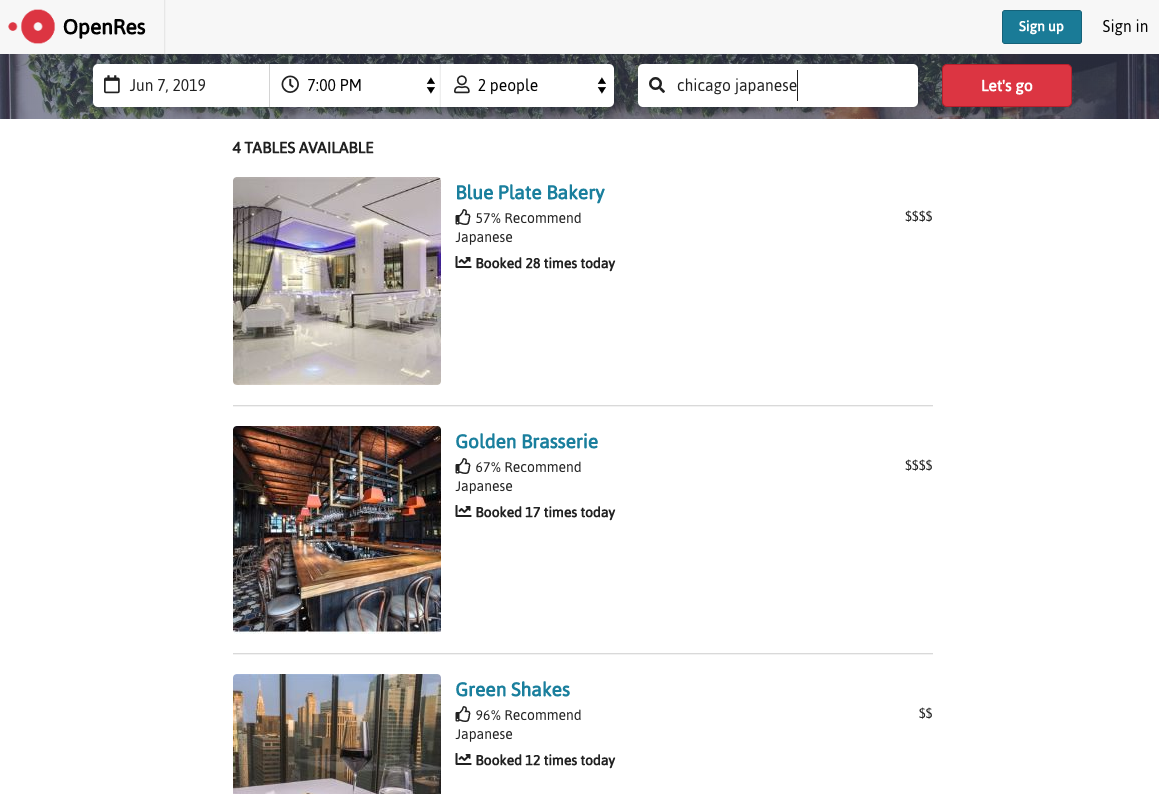 OpenRes
Sign up
Sign in
Jun 7, 2019
7:00 PM
2 people
chicago japanese
Let's go
4 TABLES AVAILABLE
Blue Plate Bakery
57% Recommend
$$$$
Japanese
Booked 28 times today
Golden Brasserie
67% Recommend
$$$$
Japanese
Booked 17 times today
Green Shakes
96% Recommend
$$
Japanese
Booked 12 times today